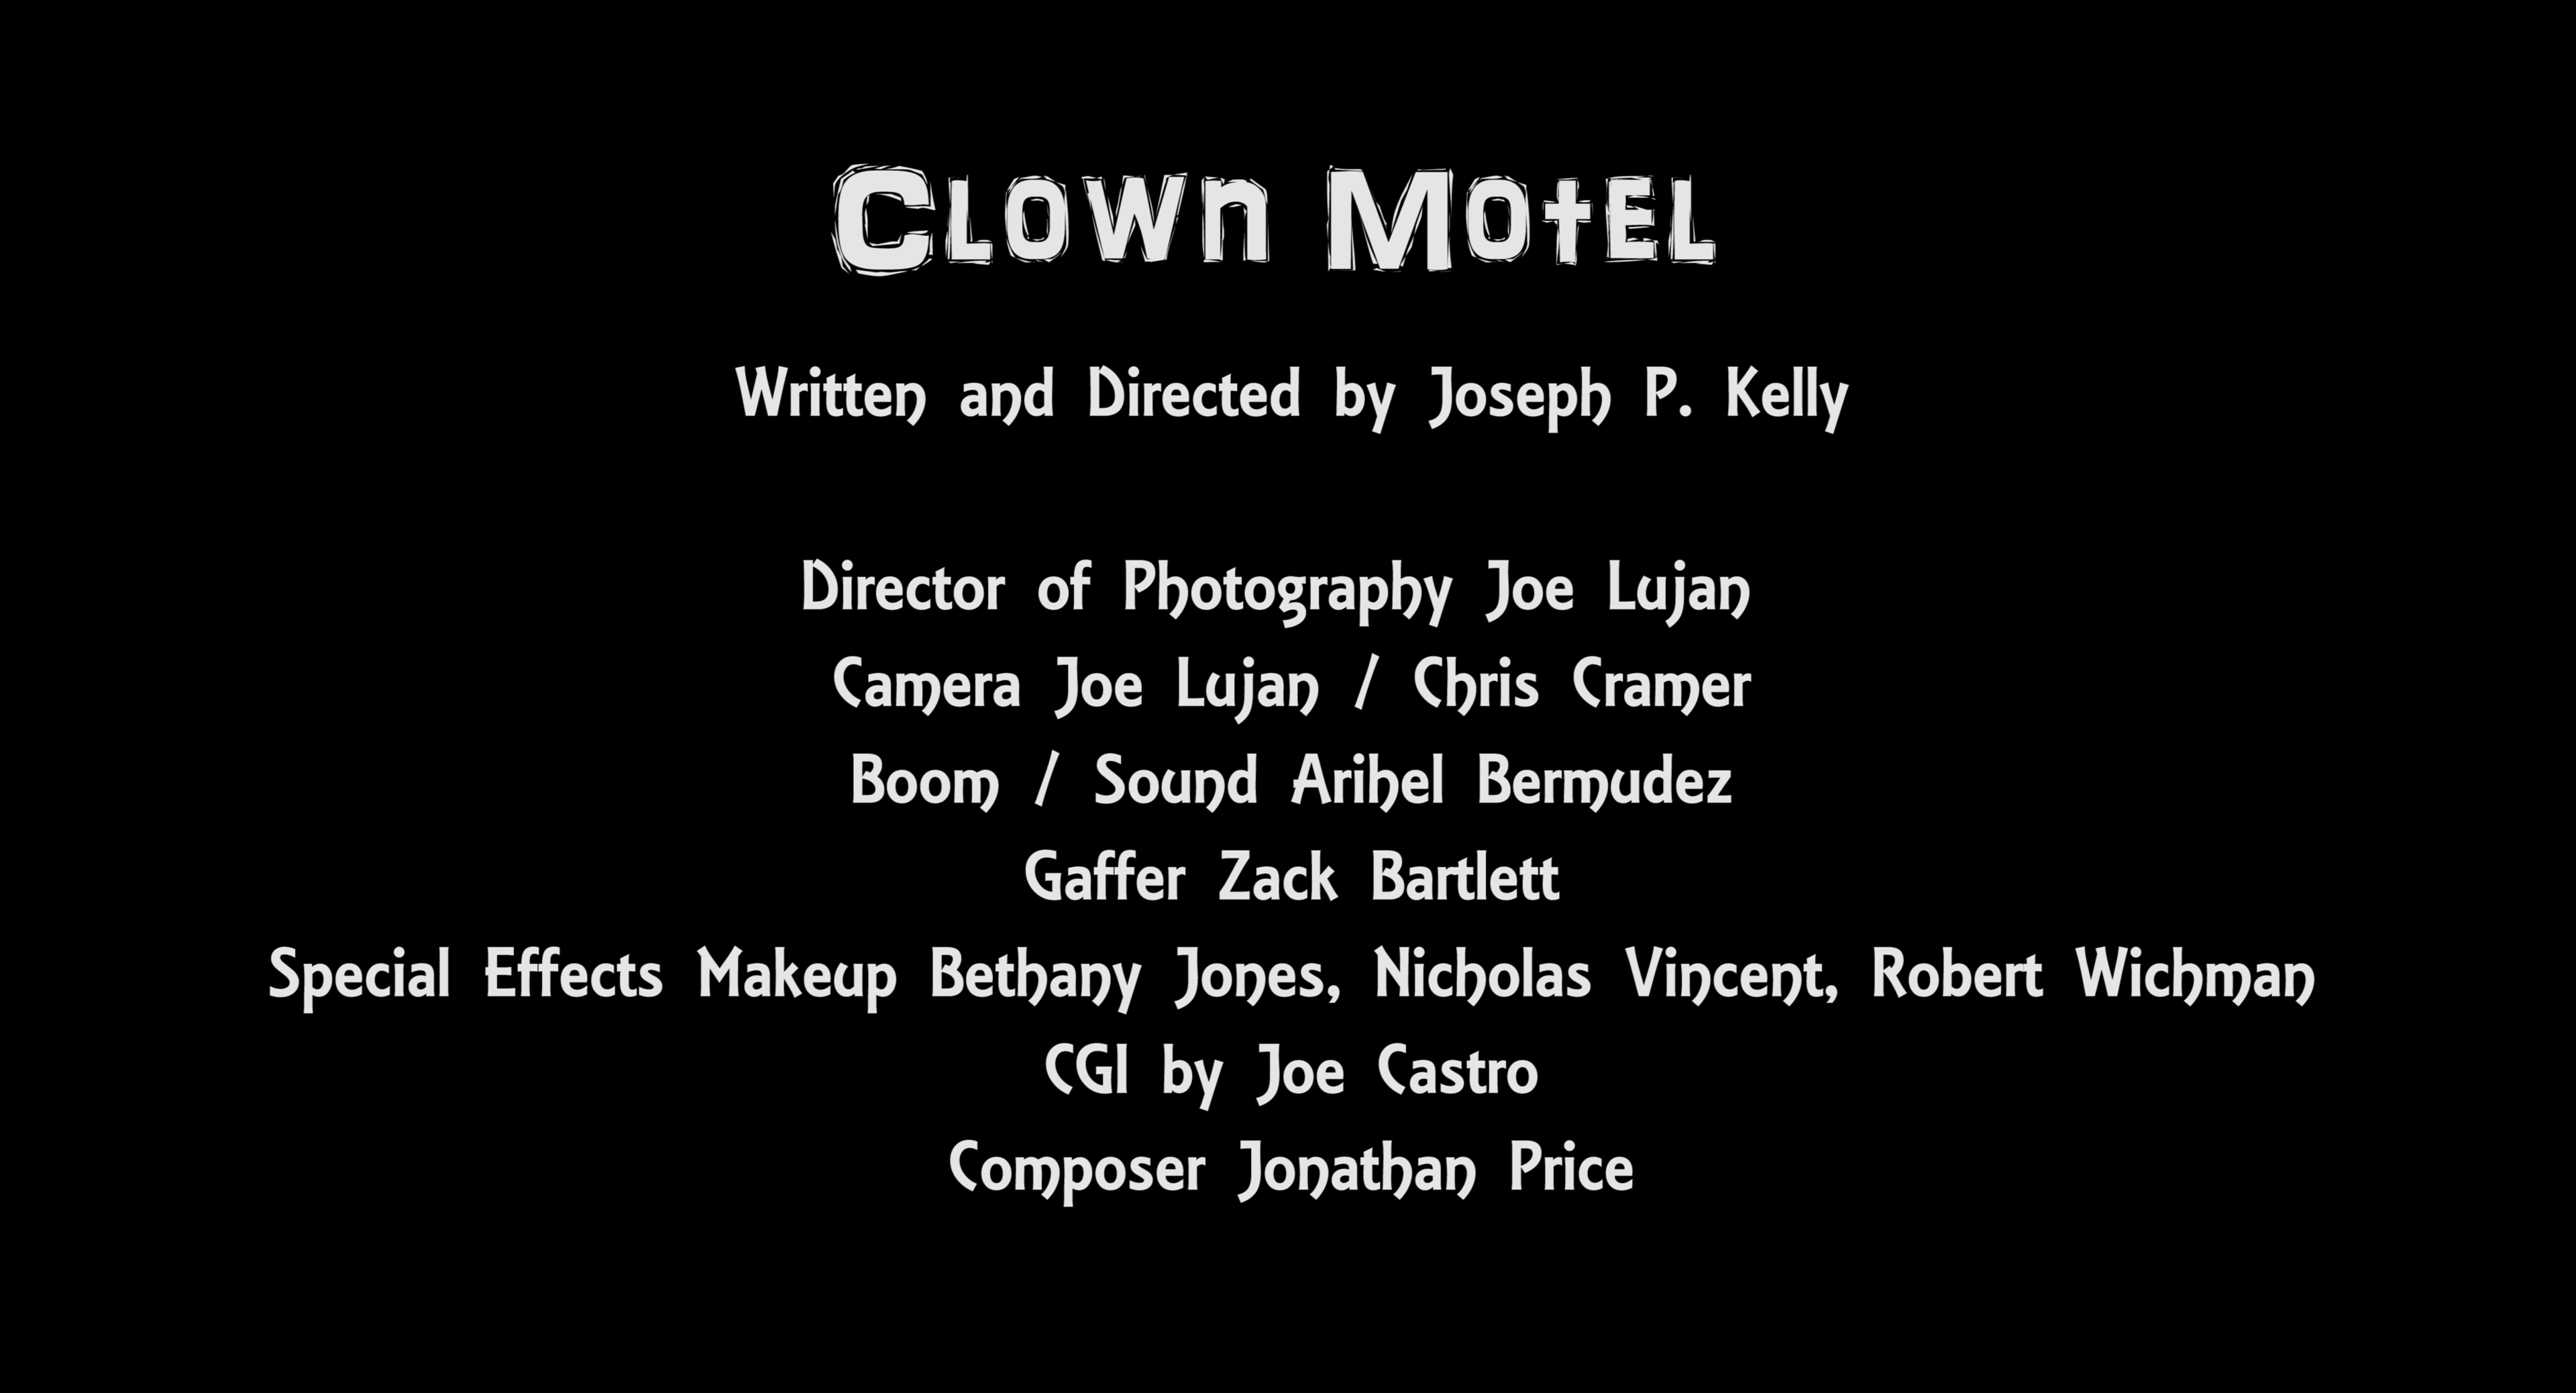 Clown Motel
Written and Directed by Joseph P. Kelly
Director of Photography Joe Lujan
Camera Joe Lujan / Chris Cramer
Boom / Sound Arihel Bermudez
Gaffer Zack Bartlett
Special Effects Makeup Bethany Jones, Nicholas Vincent, Robert Wichman
CGI by Joe Castro
Composer Jonathan Price